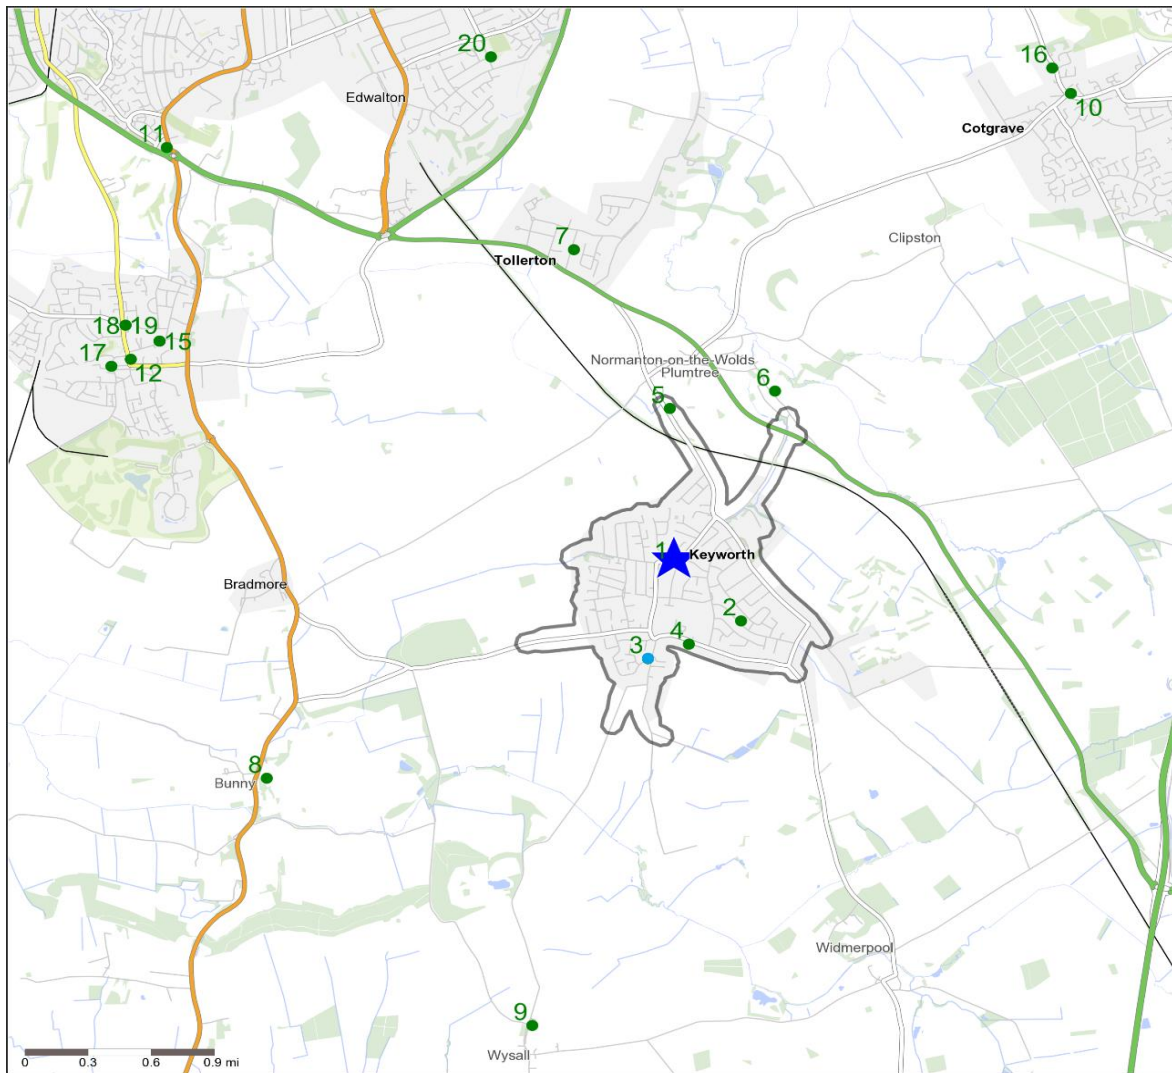 20
16
Edwalton
10
Cotgrave
11
7
Clipston
Tollerton
18
19
15
17
12
Normanton-on-the-Wolds
Plumtree
6
5
1
Keyworth
Bradmore
2
4
3
8
Bunny
Widmerpool
9
Wysall
0 0.3 0.6 0.9 mi